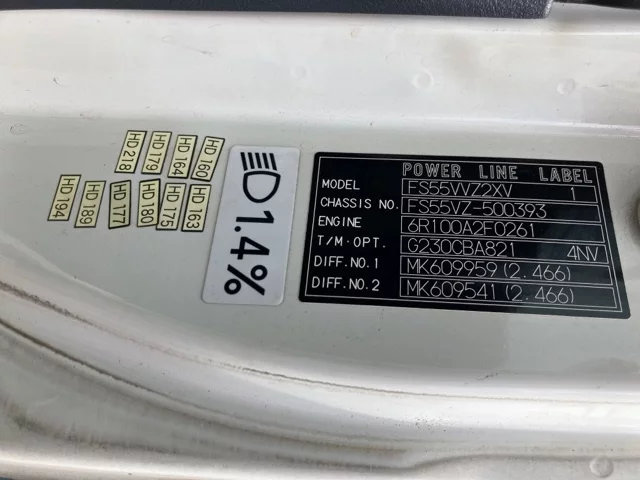 POWER LINE LABEL
MODEL FS55VVZ2XV 1
CHASSIS NO. FS55VZ-500393
ENGINE 6R100A2F0261
T/M·OPT. G230CBA821 4NV
DIFF.NO.1 MK609959(2.466)
DIFF.NO.2 MK609541(2.466)
1.4%
HD218
HD179
HD164
HD160
HD194
HD189
HD177
HD180
HD175
HD163